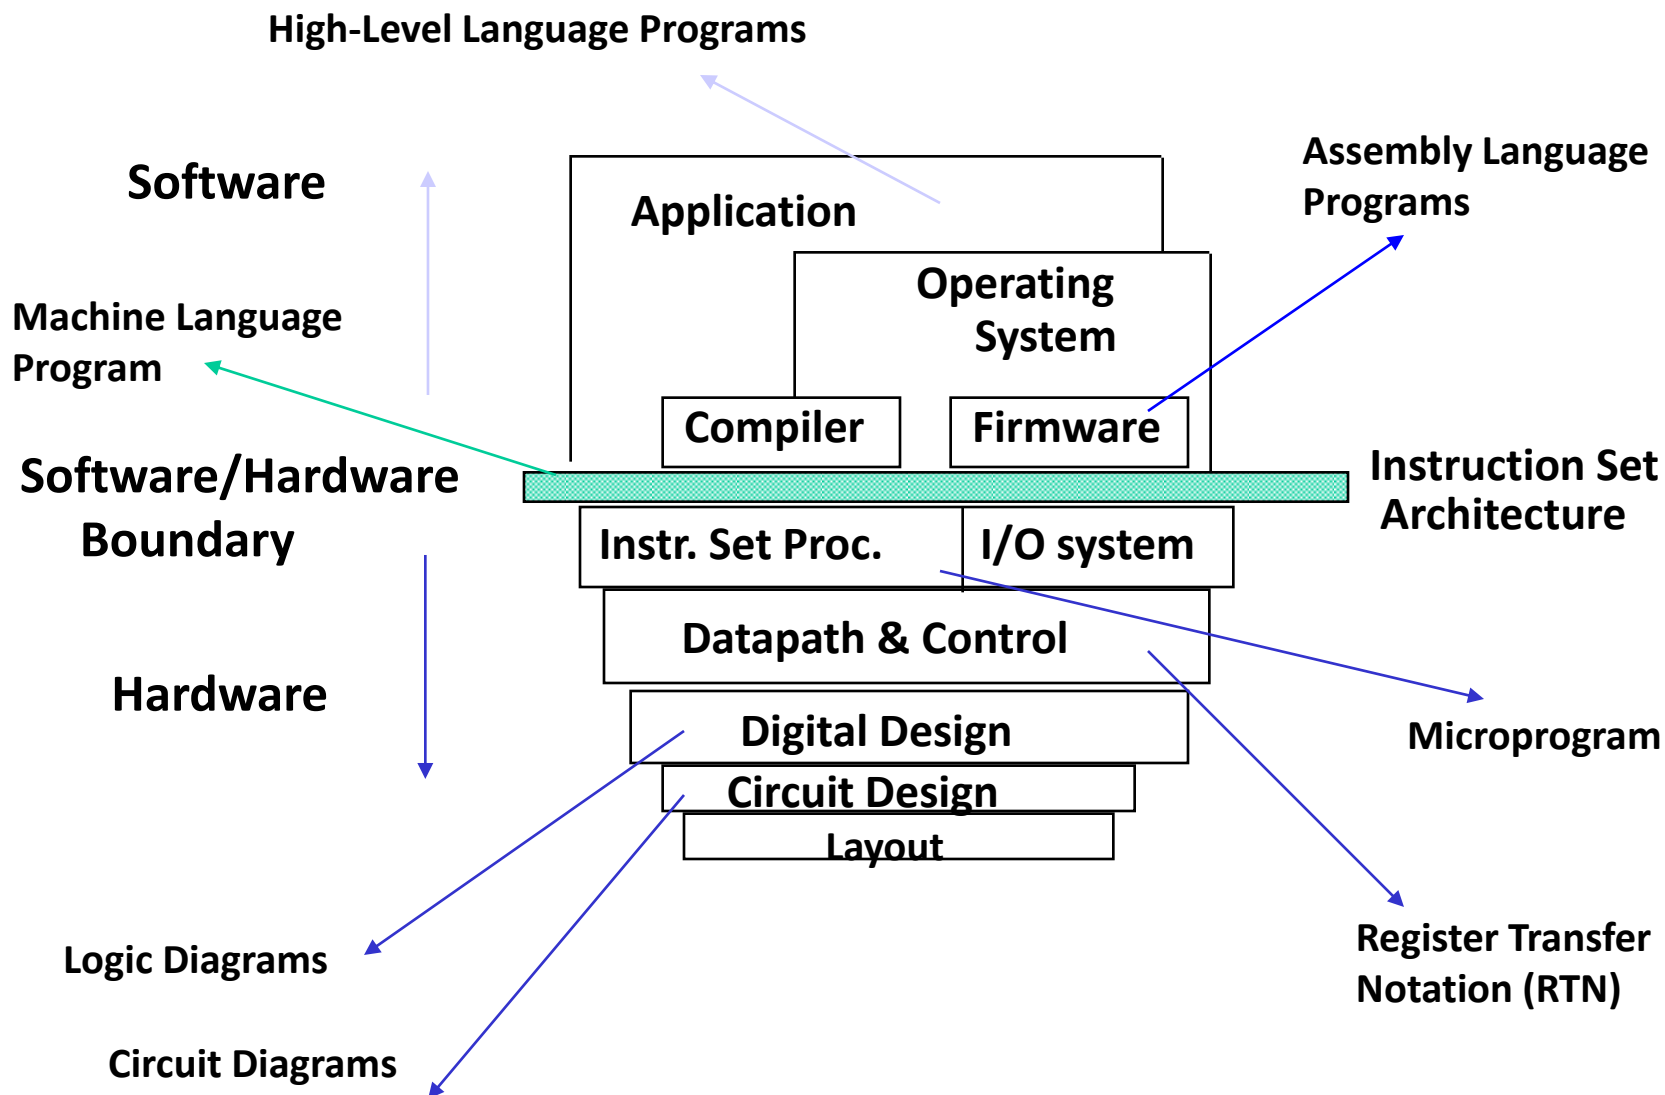 High-Level Language Programs
Assembly Language
Programs
Software
Application
Operating
System
Machine Language
Program
Compiler
Firmware
Software/Hardware
Boundary
Instruction Set
Architecture
Instr. Set Proc.
I/O system
Datapath & Control
Hardware
Digital Design
Microprogram
Circuit Design
Layout
Logic Diagrams
Register Transfer
Notation (RTN)
Circuit Diagrams